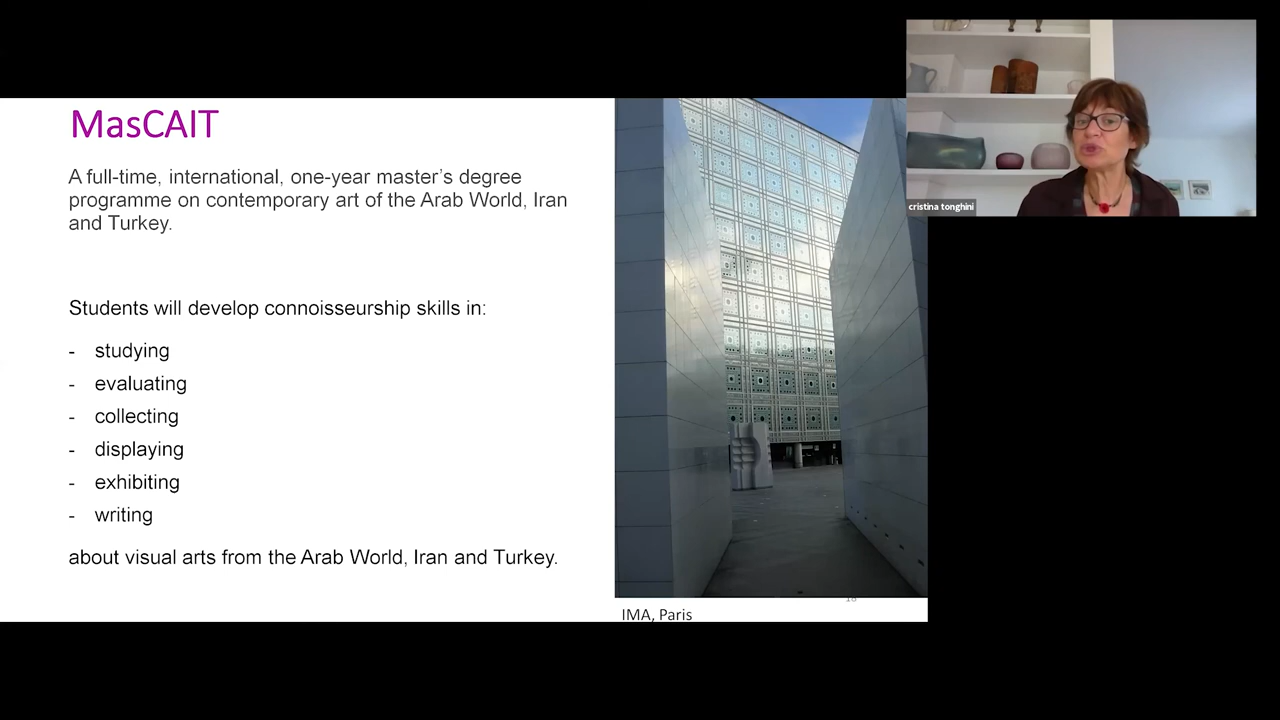 MasCAIT
A full-time, international, one-year master's degree
programme on contemporary art of the Arab World, Iran
and Turkey.
Students will develop connoisseurship skills in:
- studying
- evaluating
- collecting
- displaying
- exhibiting
- writing
about visual arts from the Arab World, Iran and Turkey.
IMA, Paris
cristina tonghini